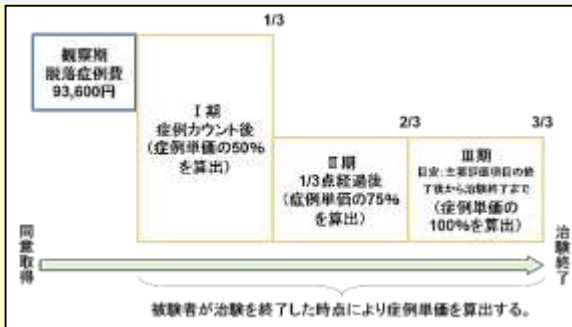 1/3
観察期
脱落症例費
93,600円
Ⅰ期
症例カウント後
(症例単価の50%
を算出)
2/3
3/3
Ⅱ期
1/3点経過後
(症例単価の75%
を算出)
Ⅲ期
目安:主要評価項目の終
了後から治験終了まで
(症例単価の
100%を算出)
同意取得
治験終了
被験者が治験を終了した時点により症例単価を算出する。